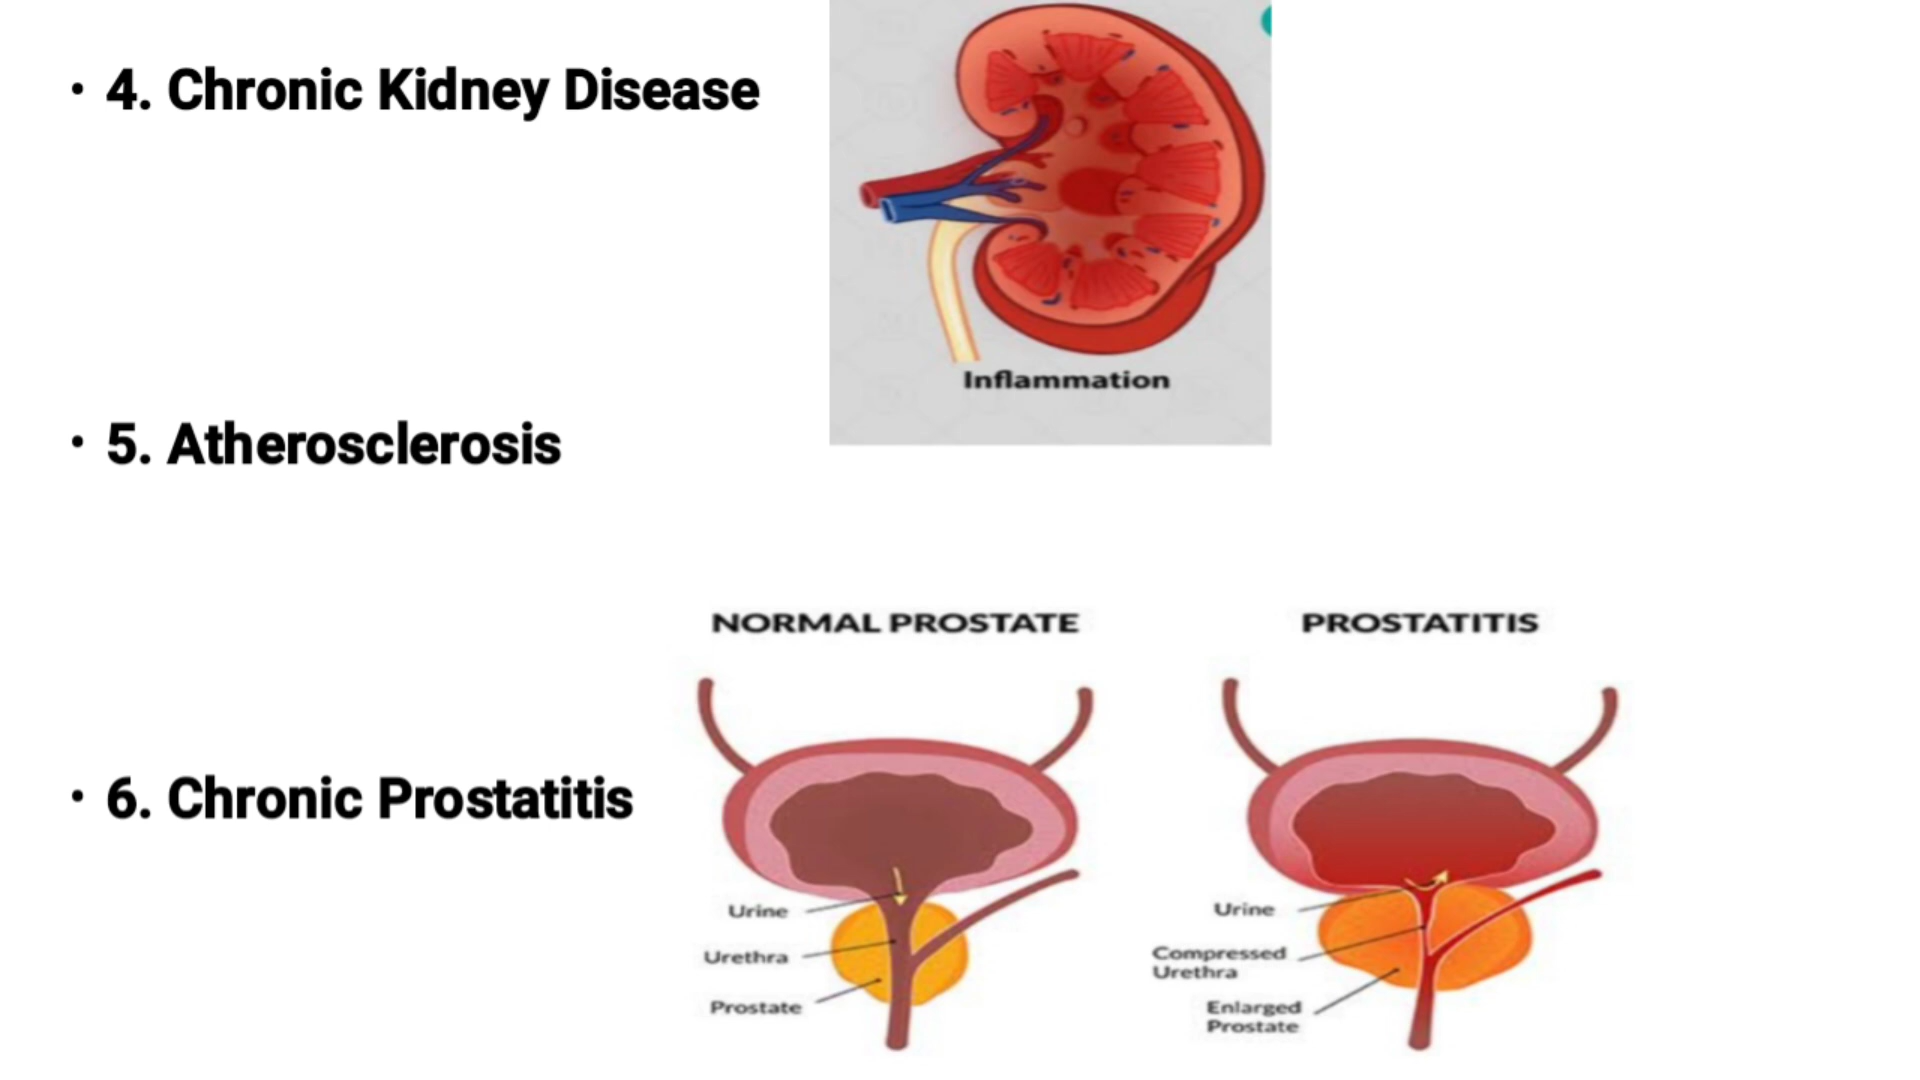 • 4. Chronic Kidney Disease
Inflammation
• 5. Atherosclerosis
• 6. Chronic Prostatitis
NORMAL PROSTATE
Urine
Urethra
Prostate
PROSTATITIS
Urine
Compressed
Urethra
Enlarged
Prostate